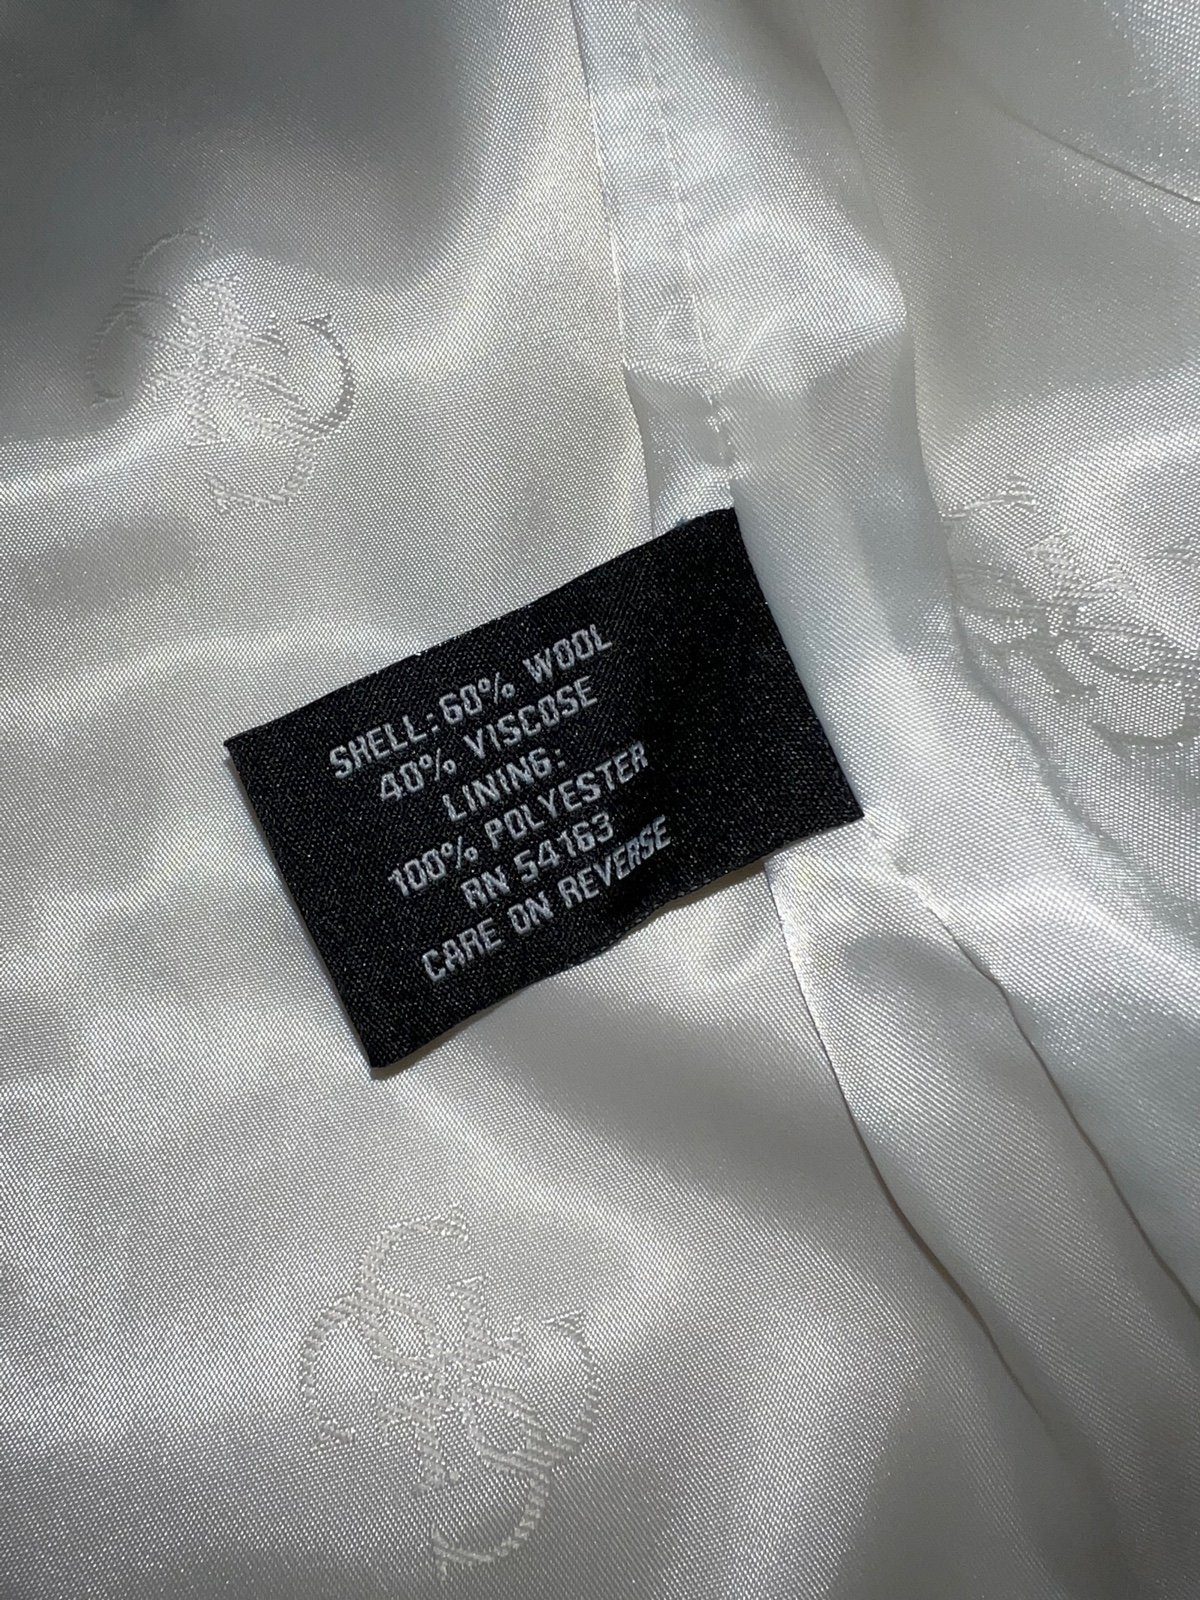 SHELL: 60% WOOL
40% VISCOSE
LINING:
100% POLYESTER
RN 54163
CARE ON REVERSE